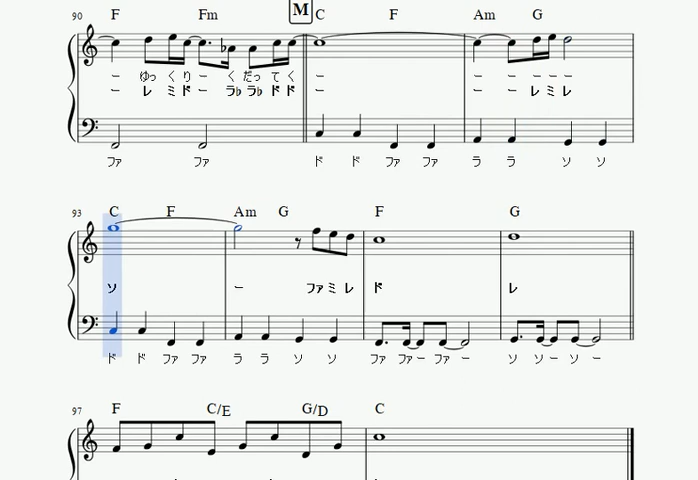 90 F Fm M C F Am G
ー ゆっ く り ー く だっ て く ー ー ー ー ー ー
ー レ ミ ド ー ラ♭ ラ♭ ド ド ー ー ー レ ミ レ
ファ ファ ド ド ファ ファ ラ ラ ソ ソ
93 C F Am G F G
ソ ー ファ ミ レ ド レ
ド ド ファ ファ ラ ラ ソ ソ ファ ファ ー ファ ー ソ ソ ー ソ ー
97 F C/E G/D C